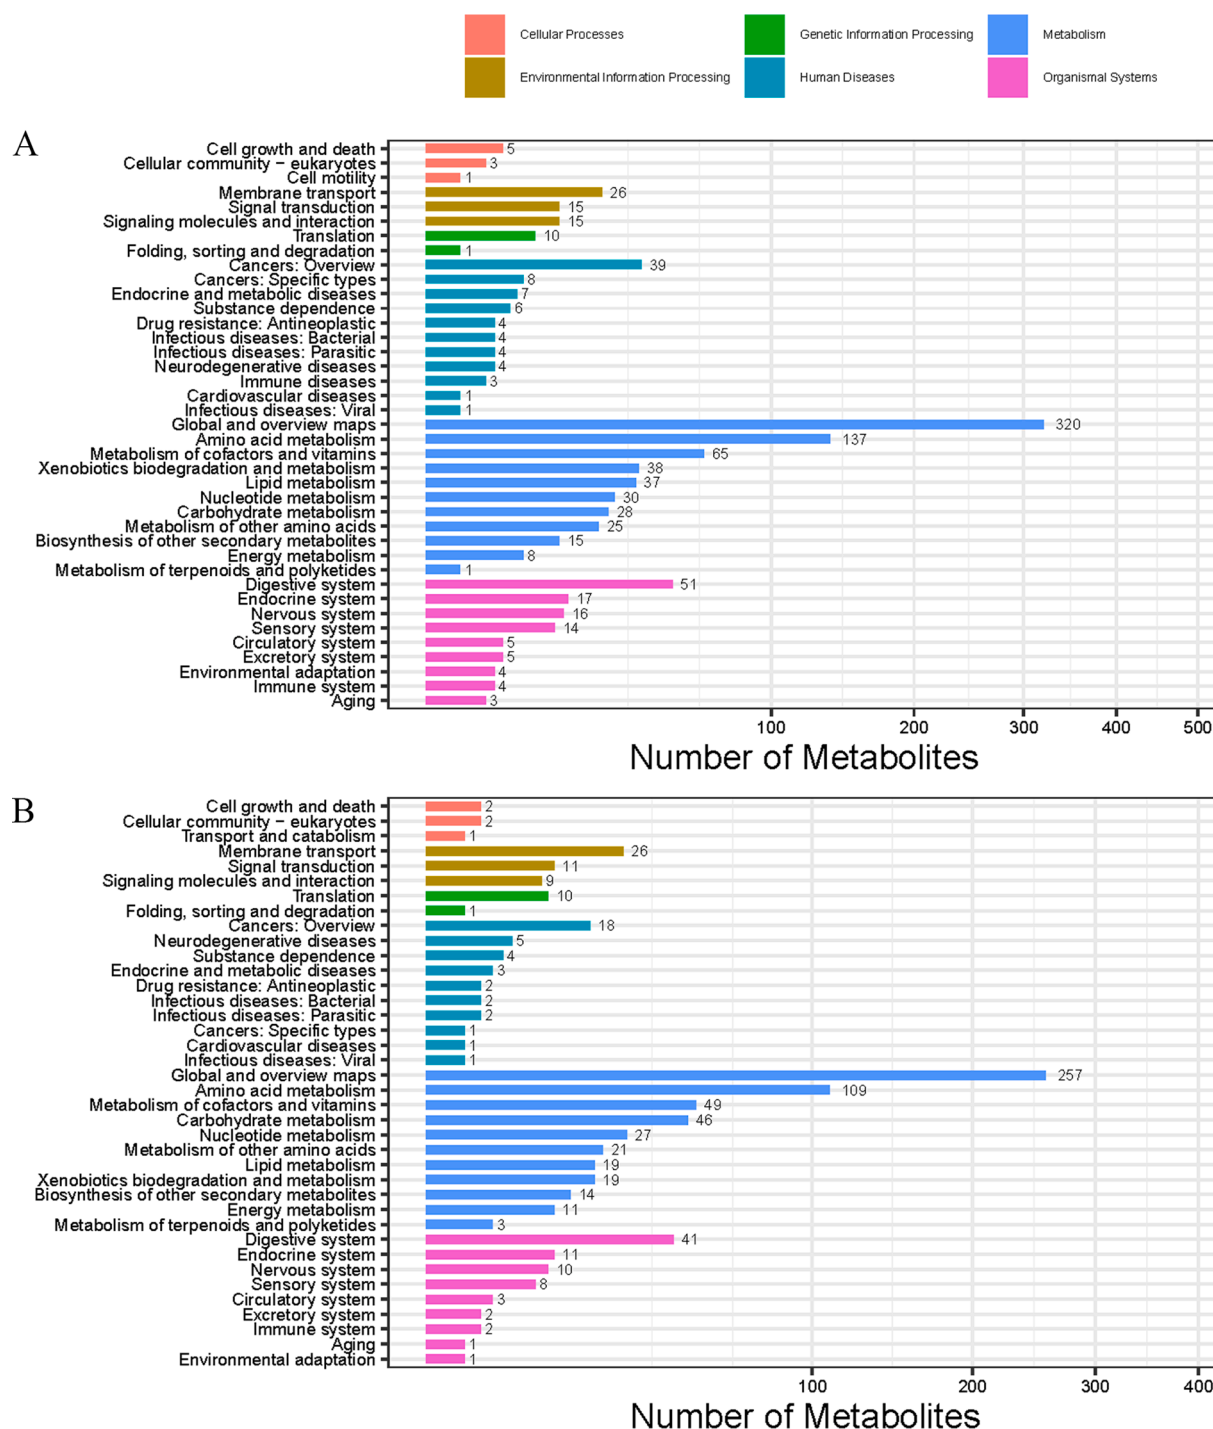 Cellular Processes Genetic Information Processing Metabolism
Environmental Information Processing Human Diseases Organismal Systems
A
Cell growth and death 5
Cellular community − eukaryotes 3
Cell motility 1
Membrane transport 26
Signal transduction 15
Signaling molecules and interaction 15
Translation 10
Folding, sorting and degradation 1
Cancers: Overview 39
Cancers: Specific types 8
Endocrine and metabolic diseases 7
Substance dependence 6
Drug resistance: Antineoplastic 4
Infectious diseases: Bacterial 4
Infectious diseases: Parasitic 4
Neurodegenerative diseases 4
Immune diseases 3
Cardiovascular diseases 1
Infectious diseases: Viral 1
Global and overview maps 320
Amino acid metabolism 137
Metabolism of cofactors and vitamins 65
Xenobiotics biodegradation and metabolism 38
Lipid metabolism 37
Nucleotide metabolism 30
Carbohydrate metabolism 28
Metabolism of other amino acids 25
Biosynthesis of other secondary metabolites 15
Energy metabolism 8
Metabolism of terpenoids and polyketides 1
Digestive system 51
Endocrine system 17
Nervous system 16
Sensory system 14
Circulatory system 5
Excretory system 5
Environmental adaptation 4
Immune system 4
Aging 3
100 200 300 400 500
Number of Metabolites
B
Cell growth and death 2
Cellular community − eukaryotes 2
Transport and catabolism 1
Membrane transport 26
Signal transduction 11
Signaling molecules and interaction 9
Translation 10
Folding, sorting and degradation 1
Cancers: Overview 18
Neurodegenerative diseases 5
Substance dependence 4
Endocrine and metabolic diseases 3
Drug resistance: Antineoplastic 2
Infectious diseases: Bacterial 2
Infectious diseases: Parasitic 2
Cancers: Specific types 1
Cardiovascular diseases 1
Infectious diseases: Viral 1
Global and overview maps 257
Amino acid metabolism 109
Metabolism of cofactors and vitamins 49
Carbohydrate metabolism 46
Nucleotide metabolism 27
Metabolism of other amino acids 21
Lipid metabolism 19
Xenobiotics biodegradation and metabolism 19
Biosynthesis of other secondary metabolites 14
Energy metabolism 11
Metabolism of terpenoids and polyketides 3
Digestive system 41
Endocrine system 11
Nervous system 10
Sensory system 8
Circulatory system 3
Excretory system 2
Immune system 2
Aging 1
Environmental adaptation 1
100 200 300 400
Number of Metabolites